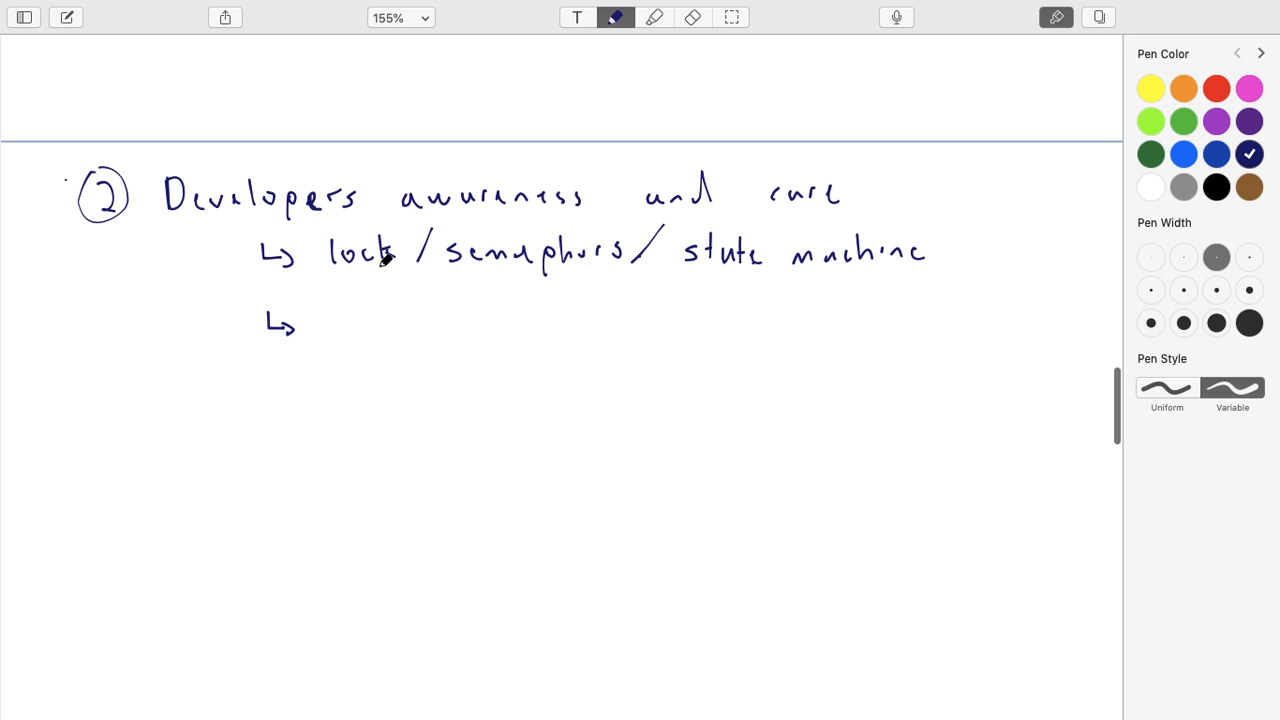 155%
T
Pen Color
② Developers awareness and care
↳ lock / semaphors / state machine
↳
Pen Width
Pen Style
Uniform Variable